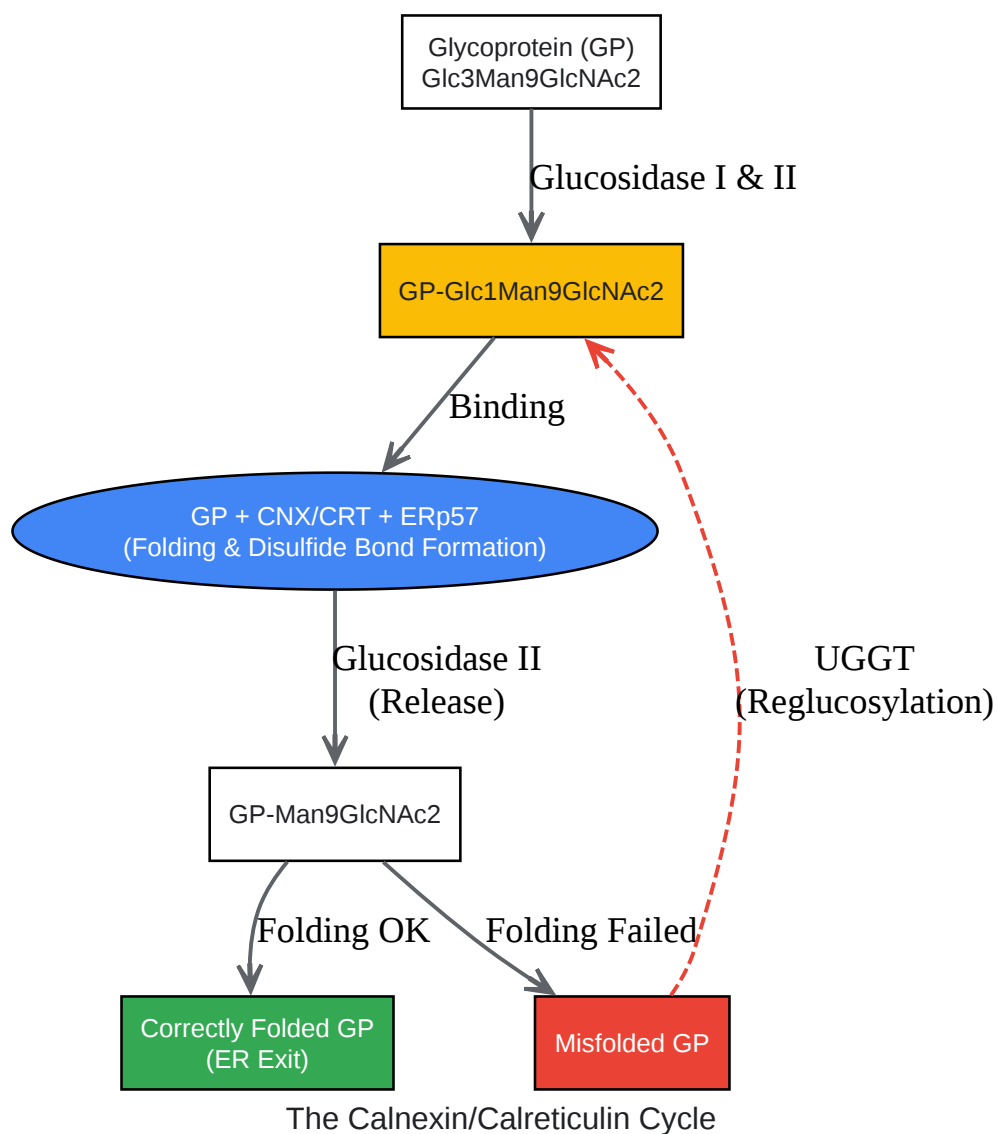 Glycoprotein (GP)
Glc3Man9GlcNAc2
Glucosidase I & II
GP-Glc1Man9GlcNAc2
Binding
GP + CNX/CRT + ERp57
(Folding & Disulfide Bond Formation)
Glucosidase II
(Release)
UGGT
(Reglucosylation)
GP-Man9GlcNAc2
Folding OK
Folding Failed
Correctly Folded GP
(ER Exit)
Misfolded GP
The Calnexin/Calreticulin Cycle